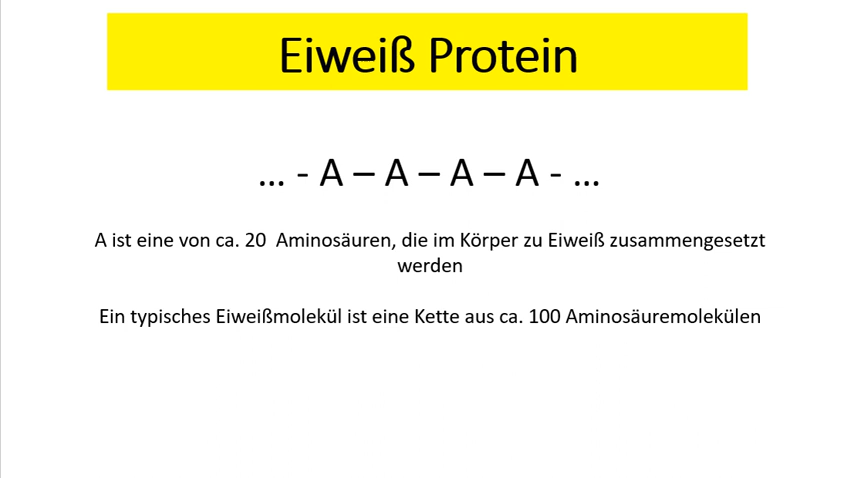 Eiweiß Protein
... - A – A – A – A - ...
A ist eine von ca. 20  Aminosäuren, die im Körper zu Eiweiß zusammengesetzt
werden
Ein typisches Eiweißmolekül ist eine Kette aus ca. 100 Aminosäuremolekülen